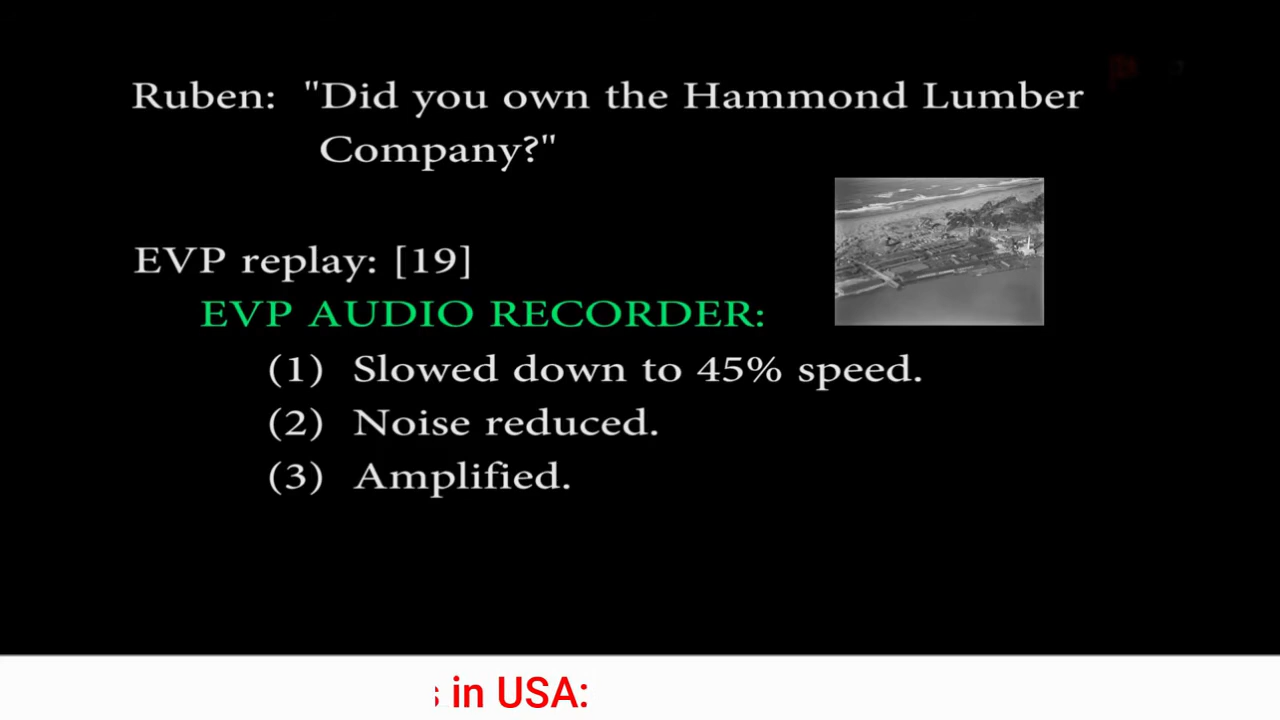 Ruben: "Did you own the Hammond Lumber
Company?"
EVP replay: [19]
EVP AUDIO RECORDER:
(1) Slowed down to 45% speed.
(2) Noise reduced.
(3) Amplified.
in USA: